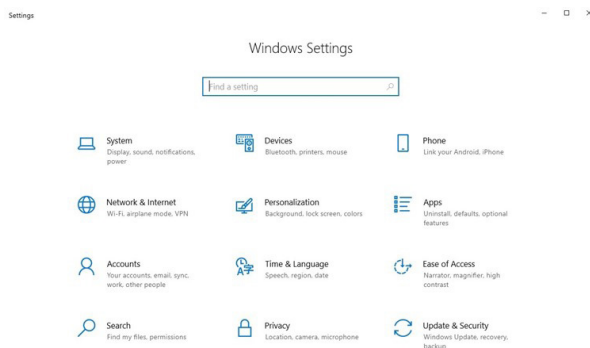 Settings
Windows Settings
Find a setting
System
Display, sound, notifications,
power
Devices
Bluetooth, printers, mouse
Phone
Link your Android, iPhone
Network & Internet
Wi-Fi, airplane mode, VPN
Personalization
Background, lock screen, colors
Apps
Uninstall, defaults, optional
features
Accounts
Your accounts, email, sync,
work, other people
Time & Language
Speech, region, date
Ease of Access
Narrator, magnifier, high
contrast
Search
Find my files, permissions
Privacy
Location, camera, microphone
Update & Security
Windows Update, recovery,
backup